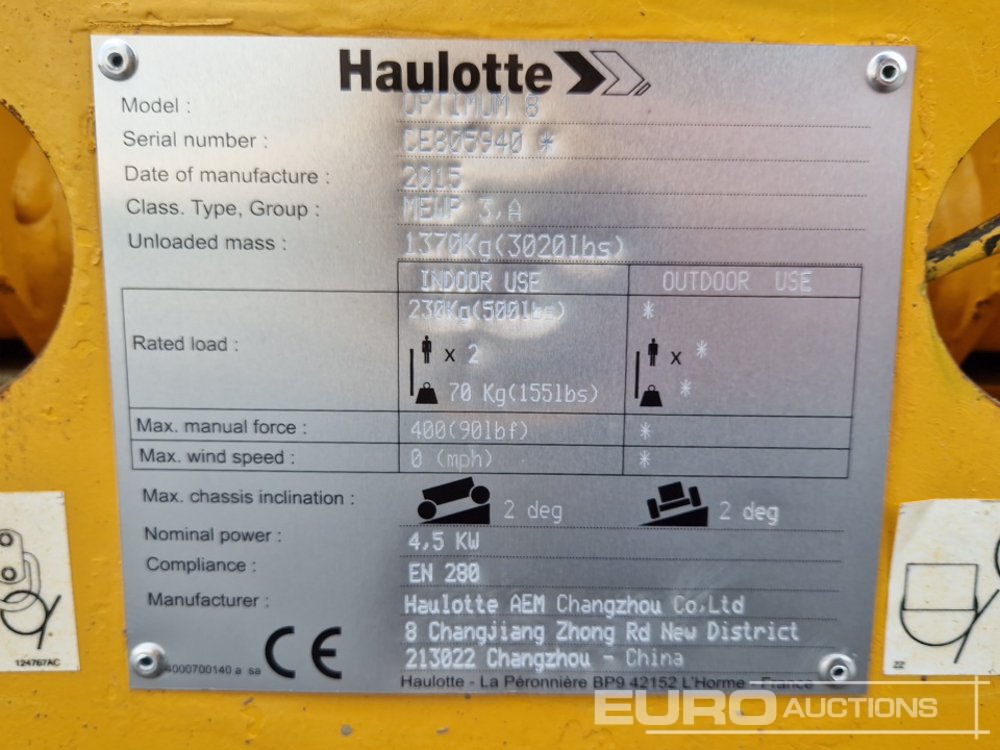 Haulotte
Model : OPTIMUM 8
Serial number : CE805940 *
Date of manufacture : 2015
Class. Type, Group : MEWP 3,A
Unloaded mass : 1370Kg(3020lbs)
INDOOR USE OUTDOOR USE
230Kg(500lbs) *
Rated load : x 2 x *
70 Kg(155lbs) *
Max. manual force : 400(90lbf) *
Max. wind speed : 0 (mph) *
Max. chassis inclination : 2 deg 2 deg
Nominal power : 4,5 KW
Compliance : EN 280
Manufacturer : Haulotte AEM Changzhou Co.Ltd
8 Changjiang Zhong Rd New District
213022 Changzhou - China
CE
4000700140 a sa
Haulotte - La Péronnière BP9 42152 L'Horme - France
124767AC
22
EURO AUCTIONS